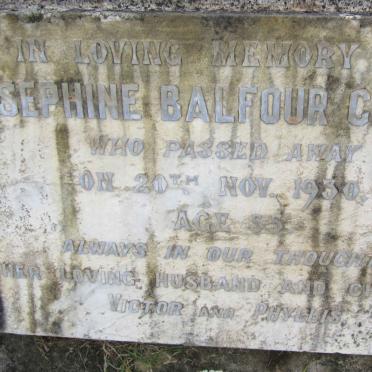 IN LOVING MEMORY
SEPHINE BALFOUR C
WHO PASSED AWAY
ON 20TH NOV. 1930,
AGE
ALWAYS IN OUR THOUGH
HER LOVING HUSBAND AND
VICTOR AND PHYLLIS